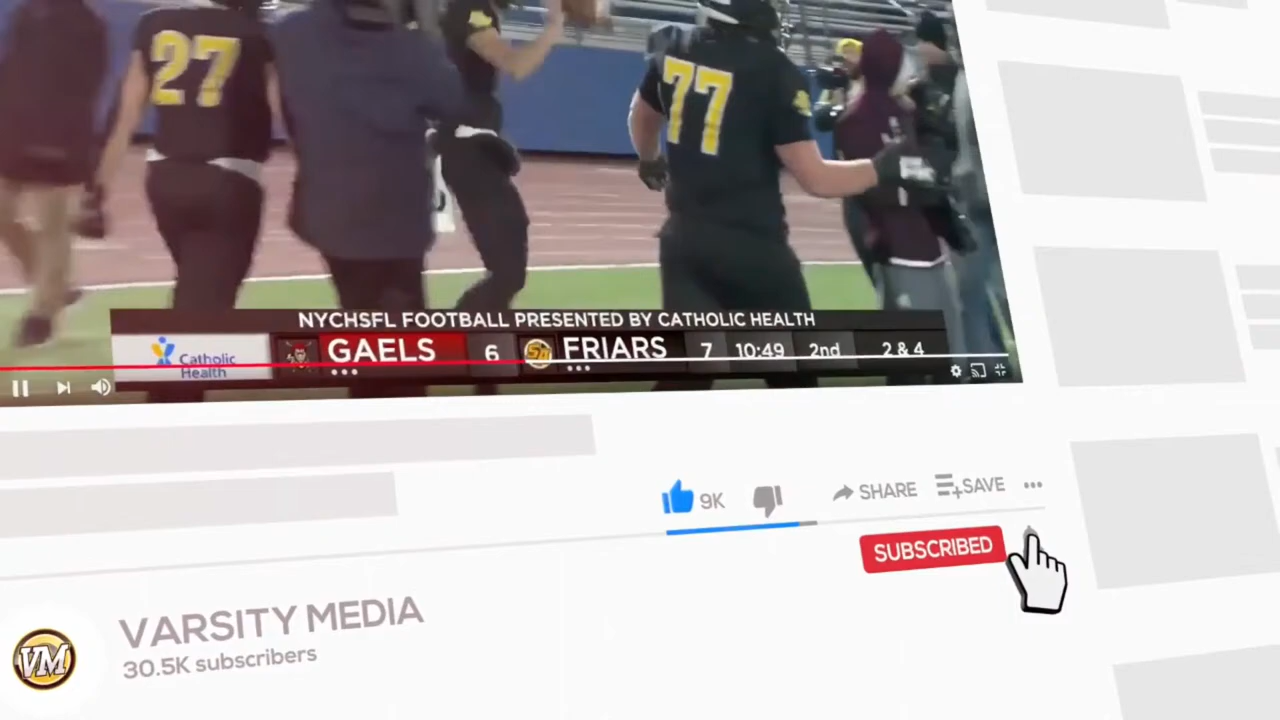 27
77
NYCHSFL FOOTBALL PRESENTED BY CATHOLIC HEALTH
Catholic Health
GAELS 6 FRIARS 7 10:49 2nd 2 & 4
9K SHARE SAVE
SUBSCRIBED
VARSITY MEDIA
VM 30.5K subscribers